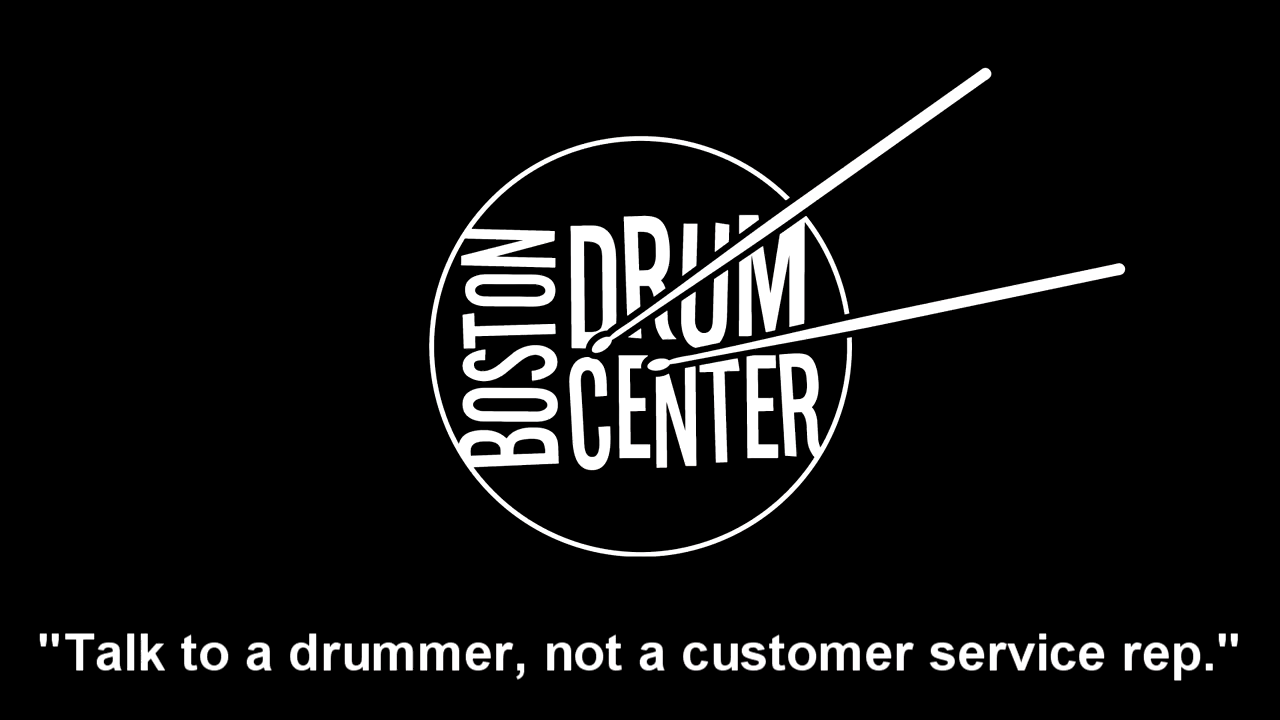 BOSTON
DRUM
CENTER
"Talk to a drummer, not a customer service rep."